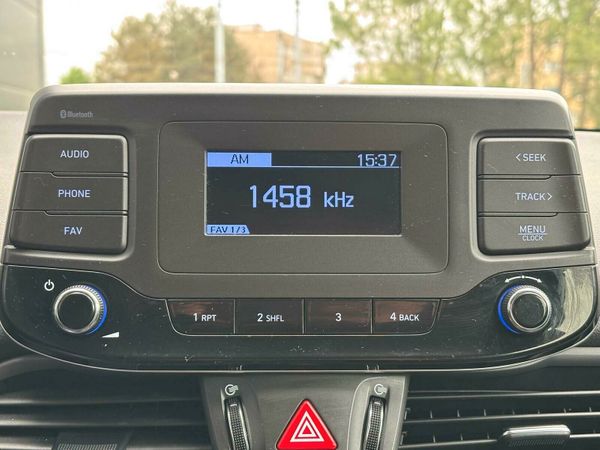 Bluetooth
AUDIO
PHONE
FAV
AM 15:37
1458 kHz
FAV 1/3
< SEEK
TRACK >
MENU
CLOCK
1 RPT
2 SHFL
3
4 BACK